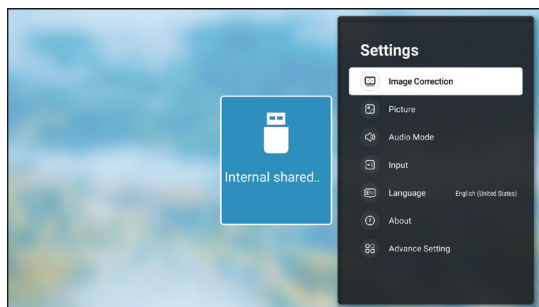 Settings
Image Correction
Picture
Audio Mode
Input
Language English (United States)
About
Advance Setting
Internal shared..